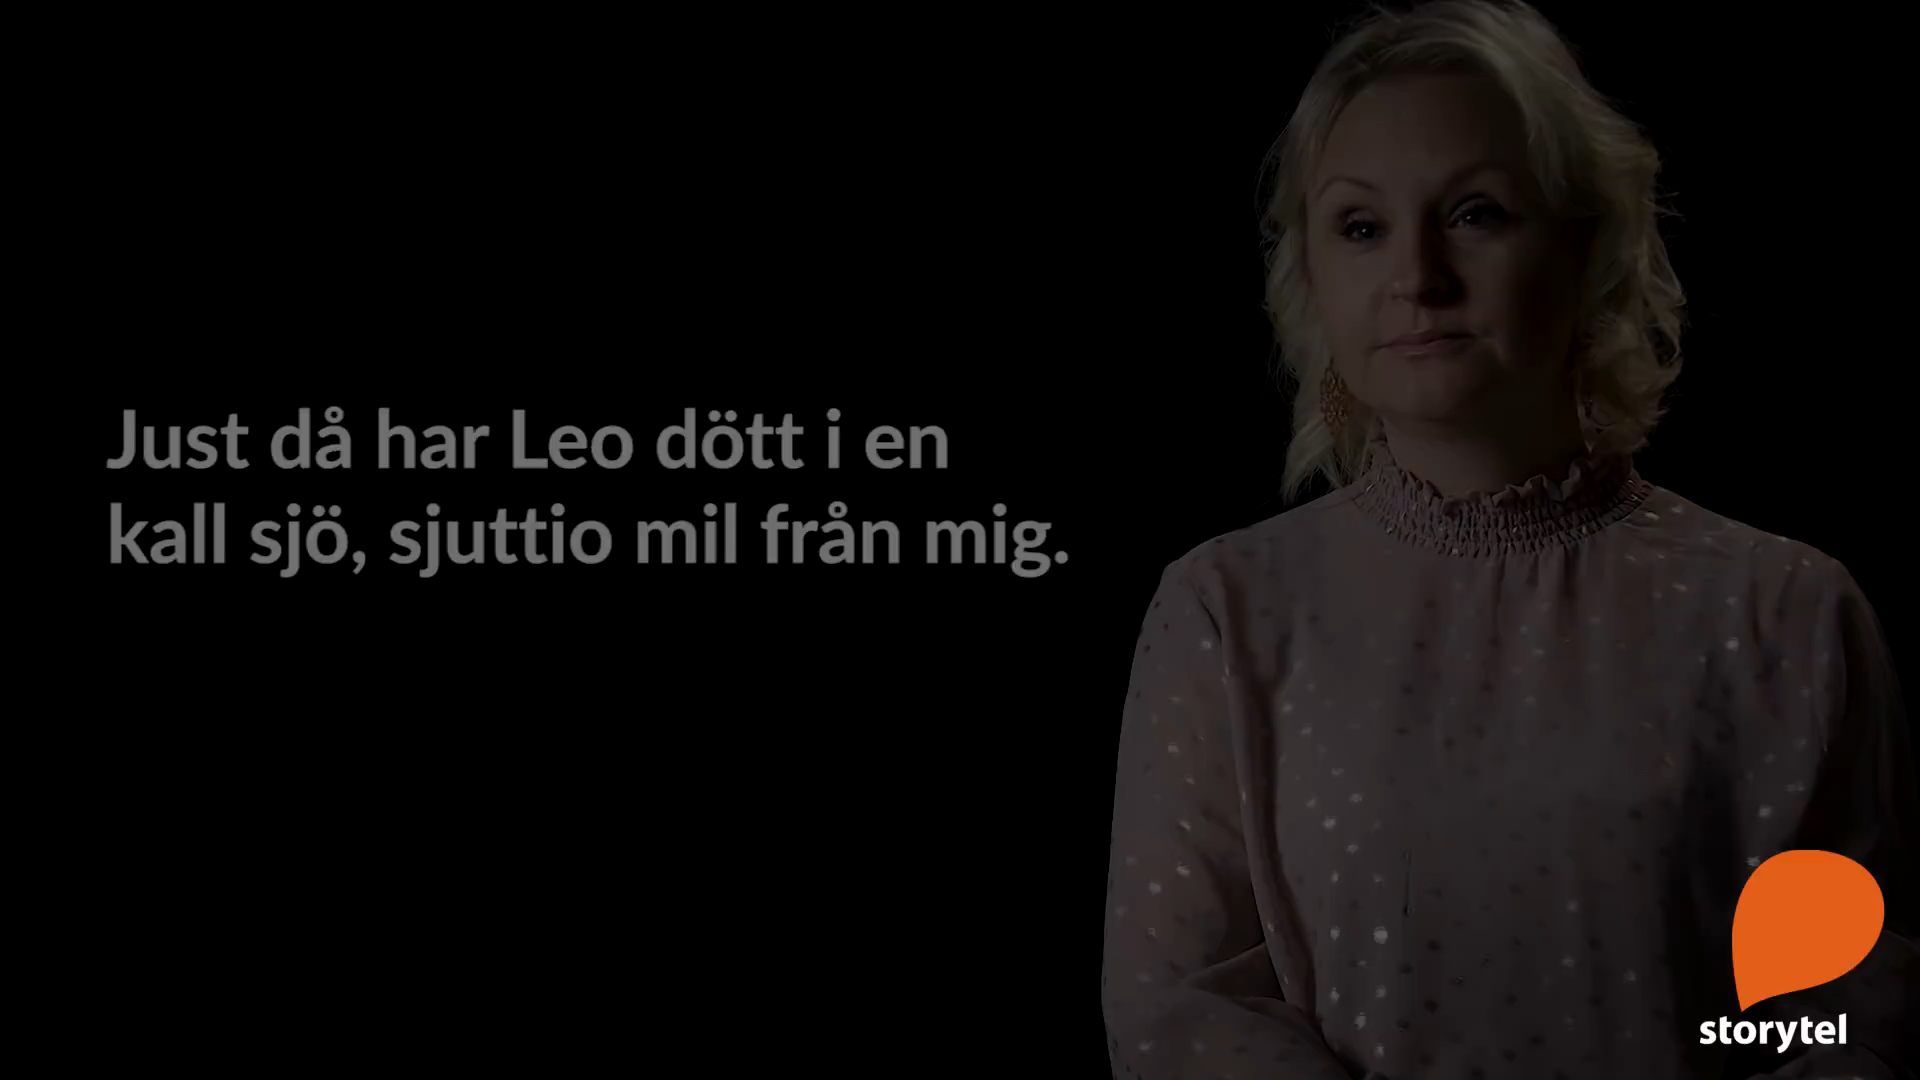 Just då har Leo dött i en
kall sjö, sjuttio mil från mig.
storytel